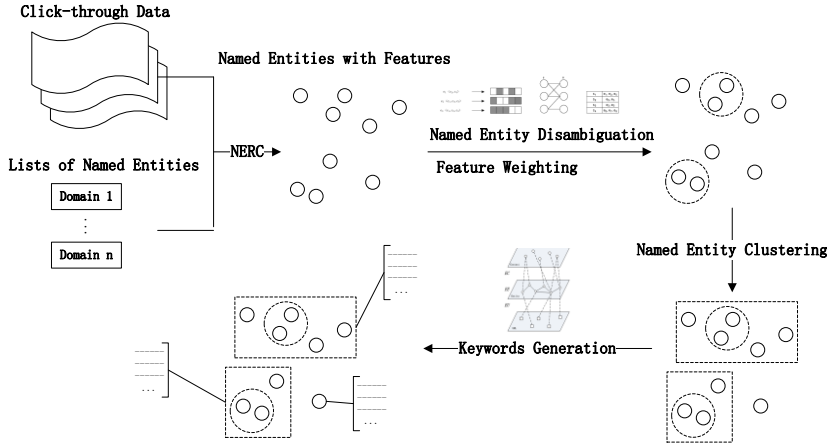 Click-through Data
Named Entities with Features
Lists of Named Entities
Domain 1
Domain n
NERC
Named Entity Disambiguation
Feature Weighting
Named Entity Clustering
Keywords Generation